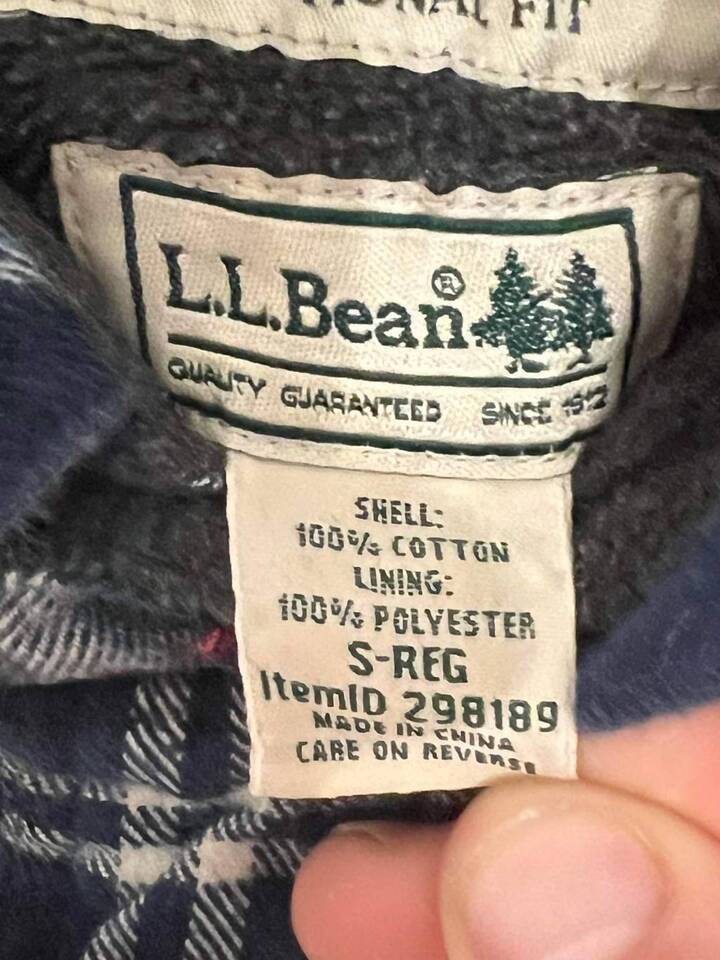 FIT
L.L.Bean®
QUALITY GUARANTEED SINCE 1912
SHELL:
100% COTTON
LINING:
100% POLYESTER
S-REG
ItemID 298189
MADE IN CHINA
CARE ON REVERSE